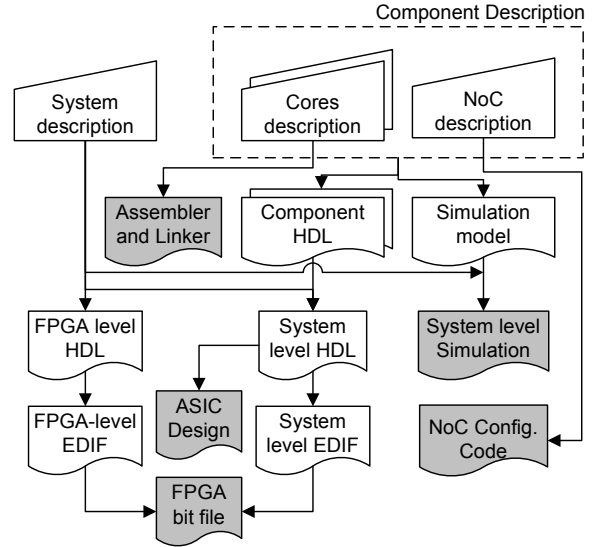 Component Description
System
description
Cores
description
NoC
description
Assembler
and Linker
Component
HDL
Simulation
model
FPGA level
HDL
System
level HDL
System level
Simulation
ASIC
Design
FPGA-level
EDIF
System
level EDIF
NoC Config.
Code
FPGA
bit file